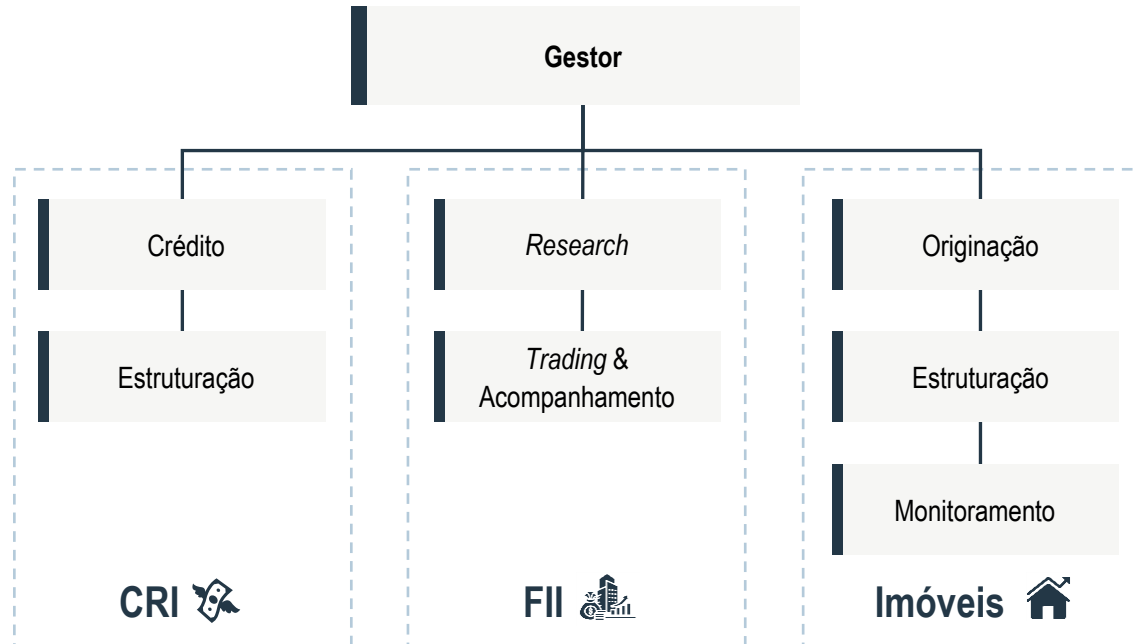 Gestor
Crédito
Estruturação
CRI
Research
Trading &
Acompanhamento
FII
Originação
Estruturação
Monitoramento
Imóveis